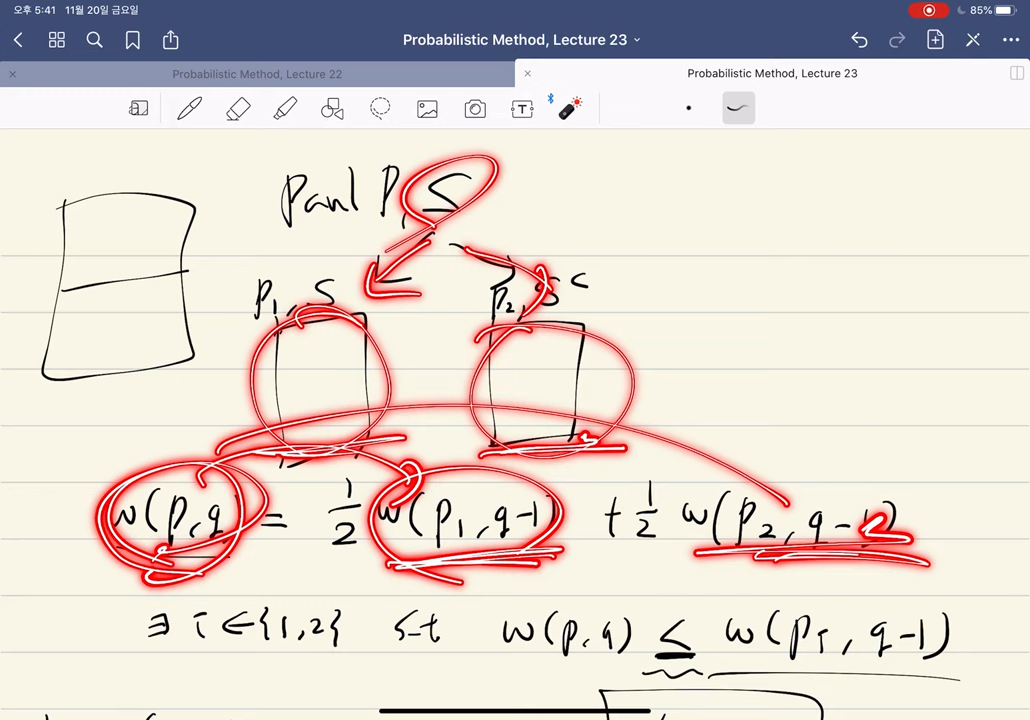 오후 5:41 11월 20일 금요일
85%
Probabilistic Method, Lecture 23
Probabilistic Method, Lecture 22
Probabilistic Method, Lecture 23
T
Paul P, S
P₁, S P₂, Sᶜ
w(p,q) = 1/2 w(p₁, q-1) + 1/2 w(p₂, q-1)
∃ i ∈ {1,2} s-t w(p,q) ≤ w(pᵢ, q-1)